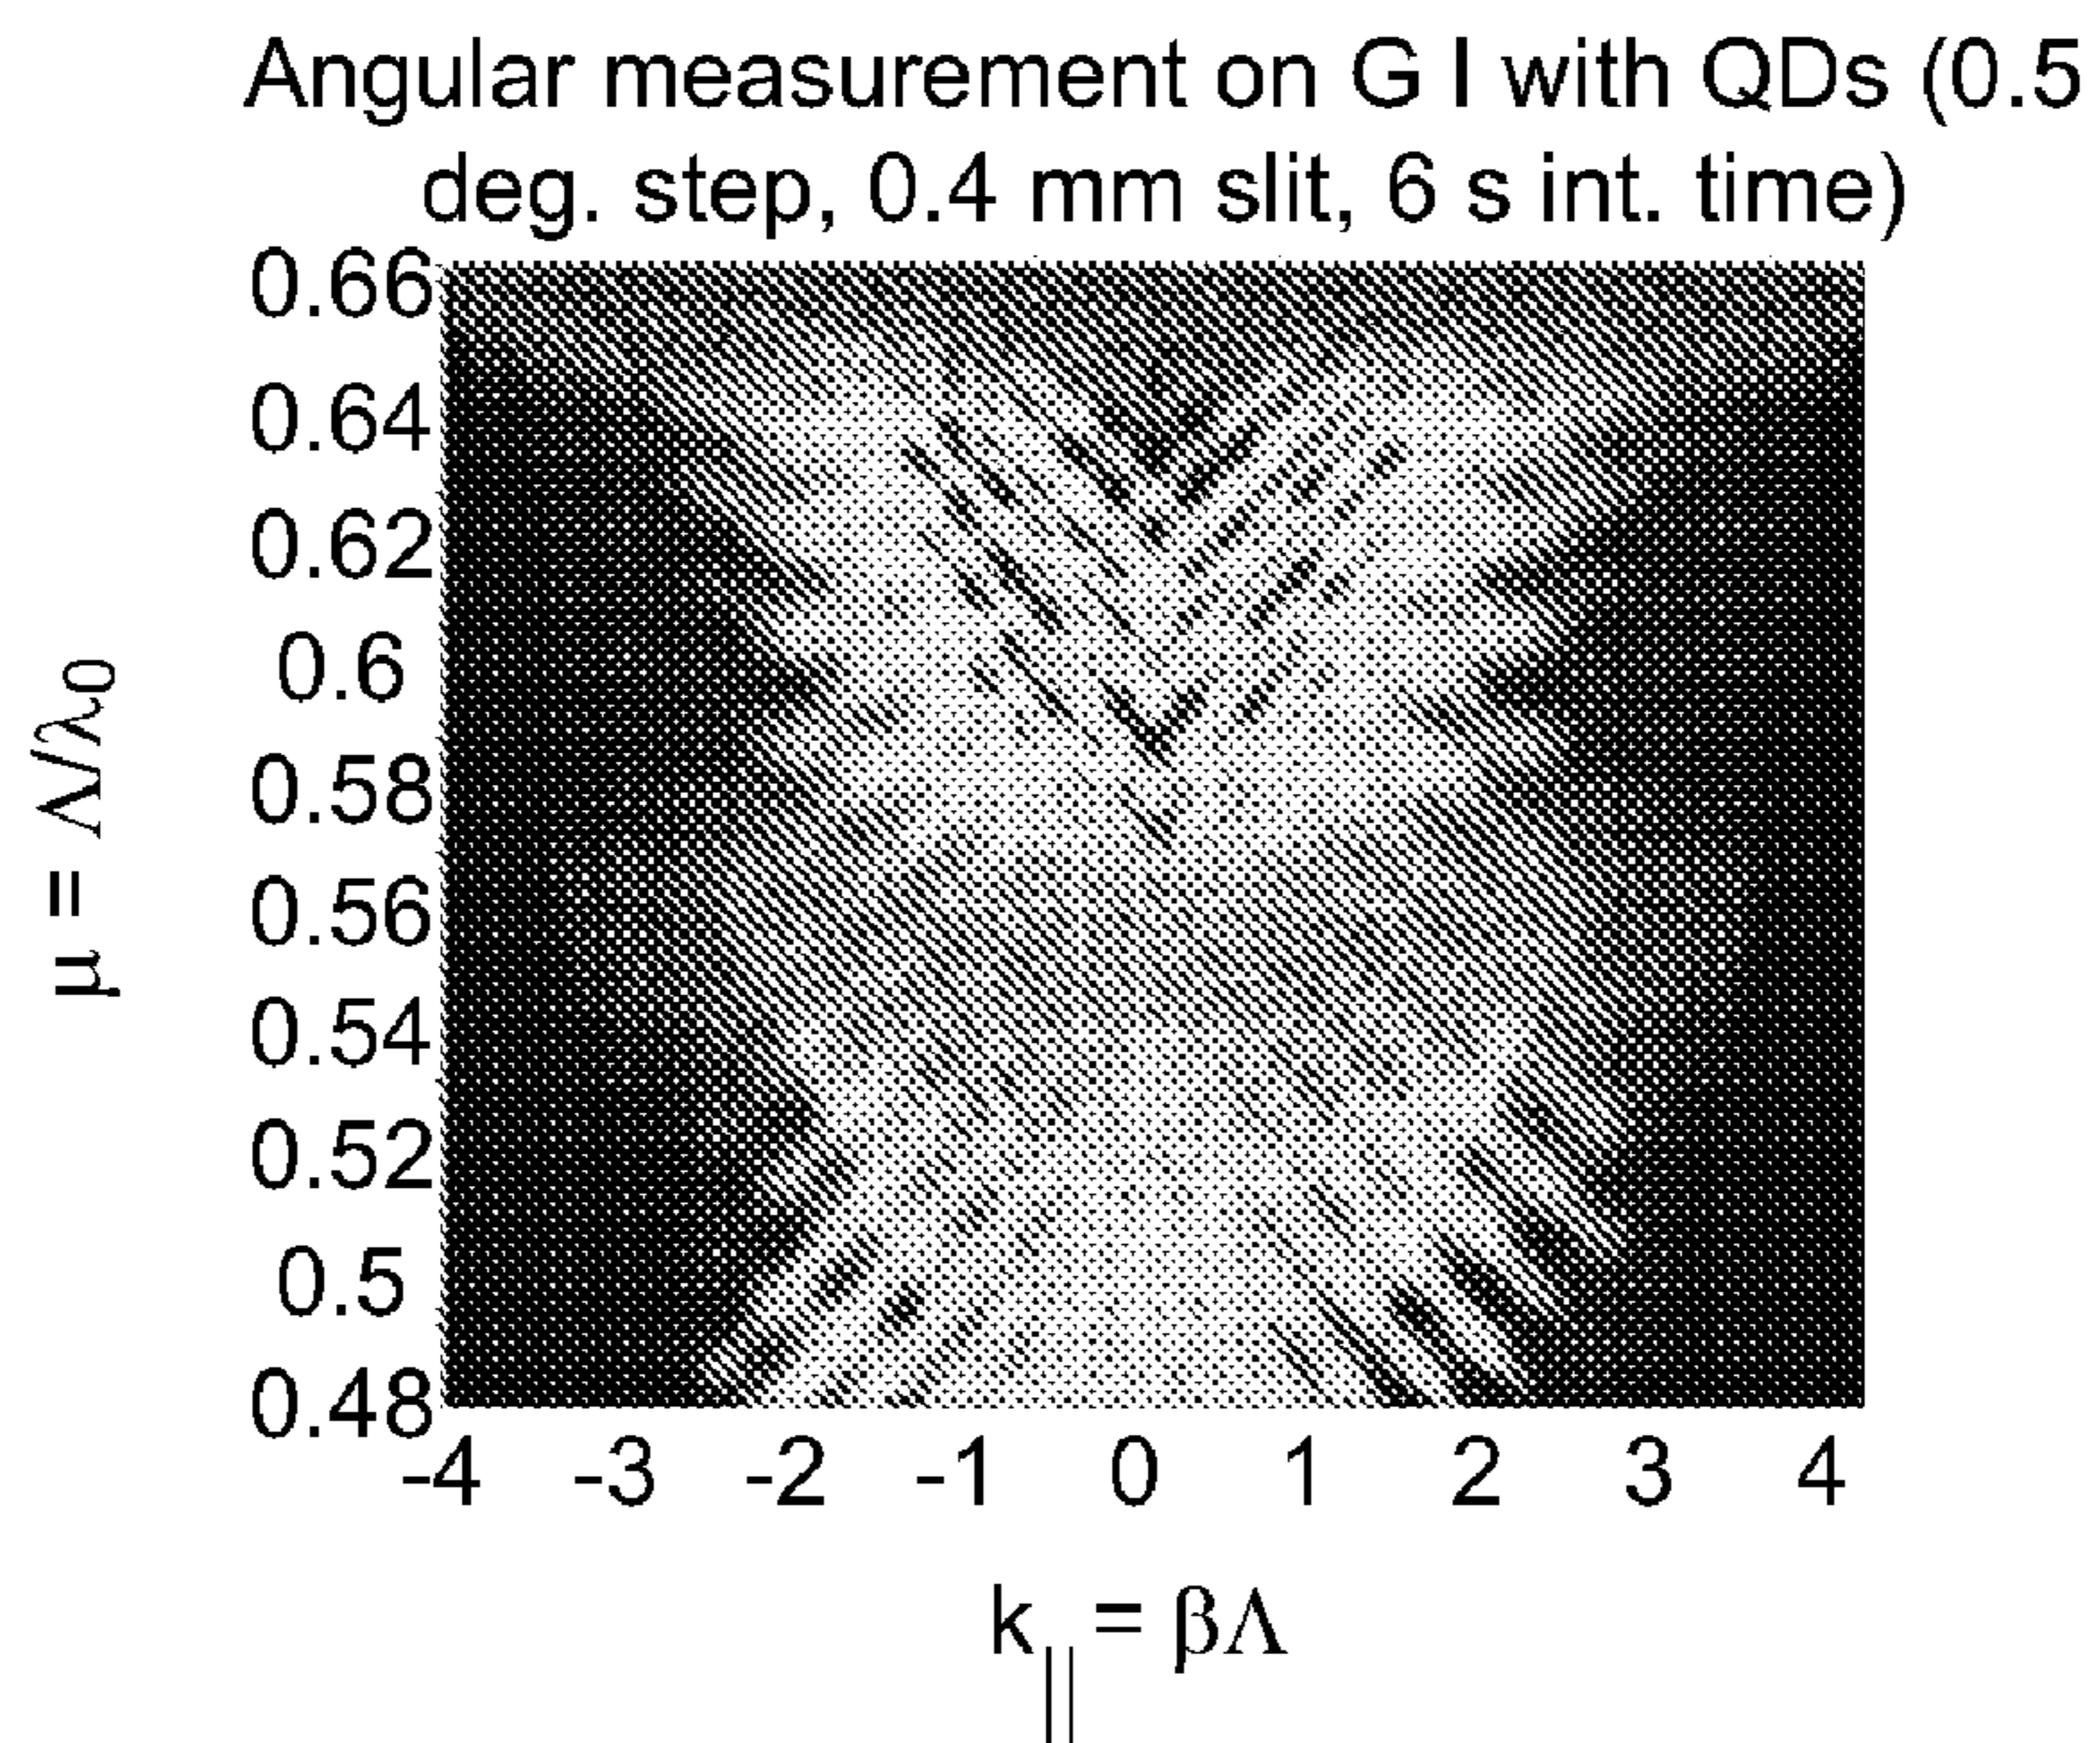 Angular measurement on G I with QDs (0.5
deg. step, 0.4 mm slit, 6 s int. time)
0.66
0.64
0.62
0.6
0.58
0.56
0.54
0.52
0.5
0.48
μ = Λ/λ0
-4 -3 -2 -1 0 1 2 3 4
k|| = βΛ